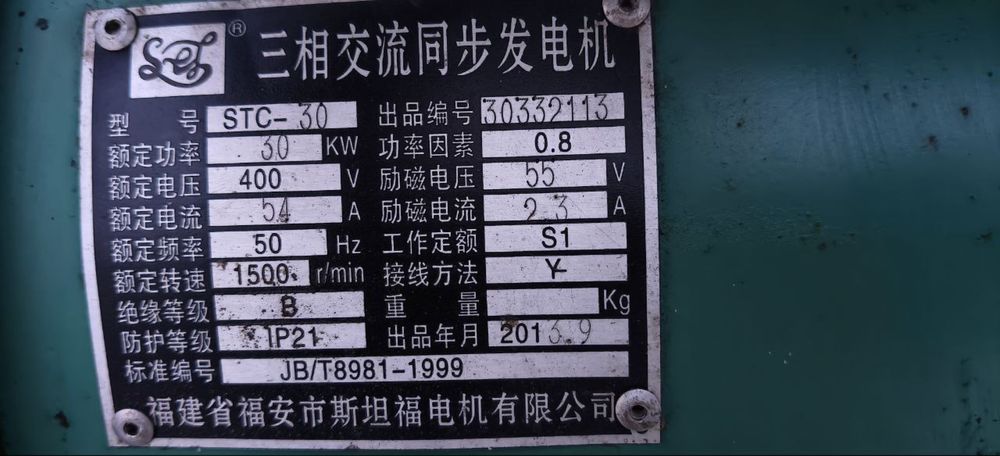 ®
三相交流同步发电机
型 号 STC-30 出品编号 30332113
额定功率 30 KW 功率因素 0.8
额定电压 400 V 励磁电压 55 V
额定电流 54 A 励磁电流 2.3 A
额定频率 50 Hz 工作定额 S1
额定转速 1500 r/min 接线方法 Y
绝缘等级 B 重 量 Kg
防护等级 IP21 出品年月 2013.9
标准编号 JB/T8981-1999
福建省福安市斯坦福电机有限公司